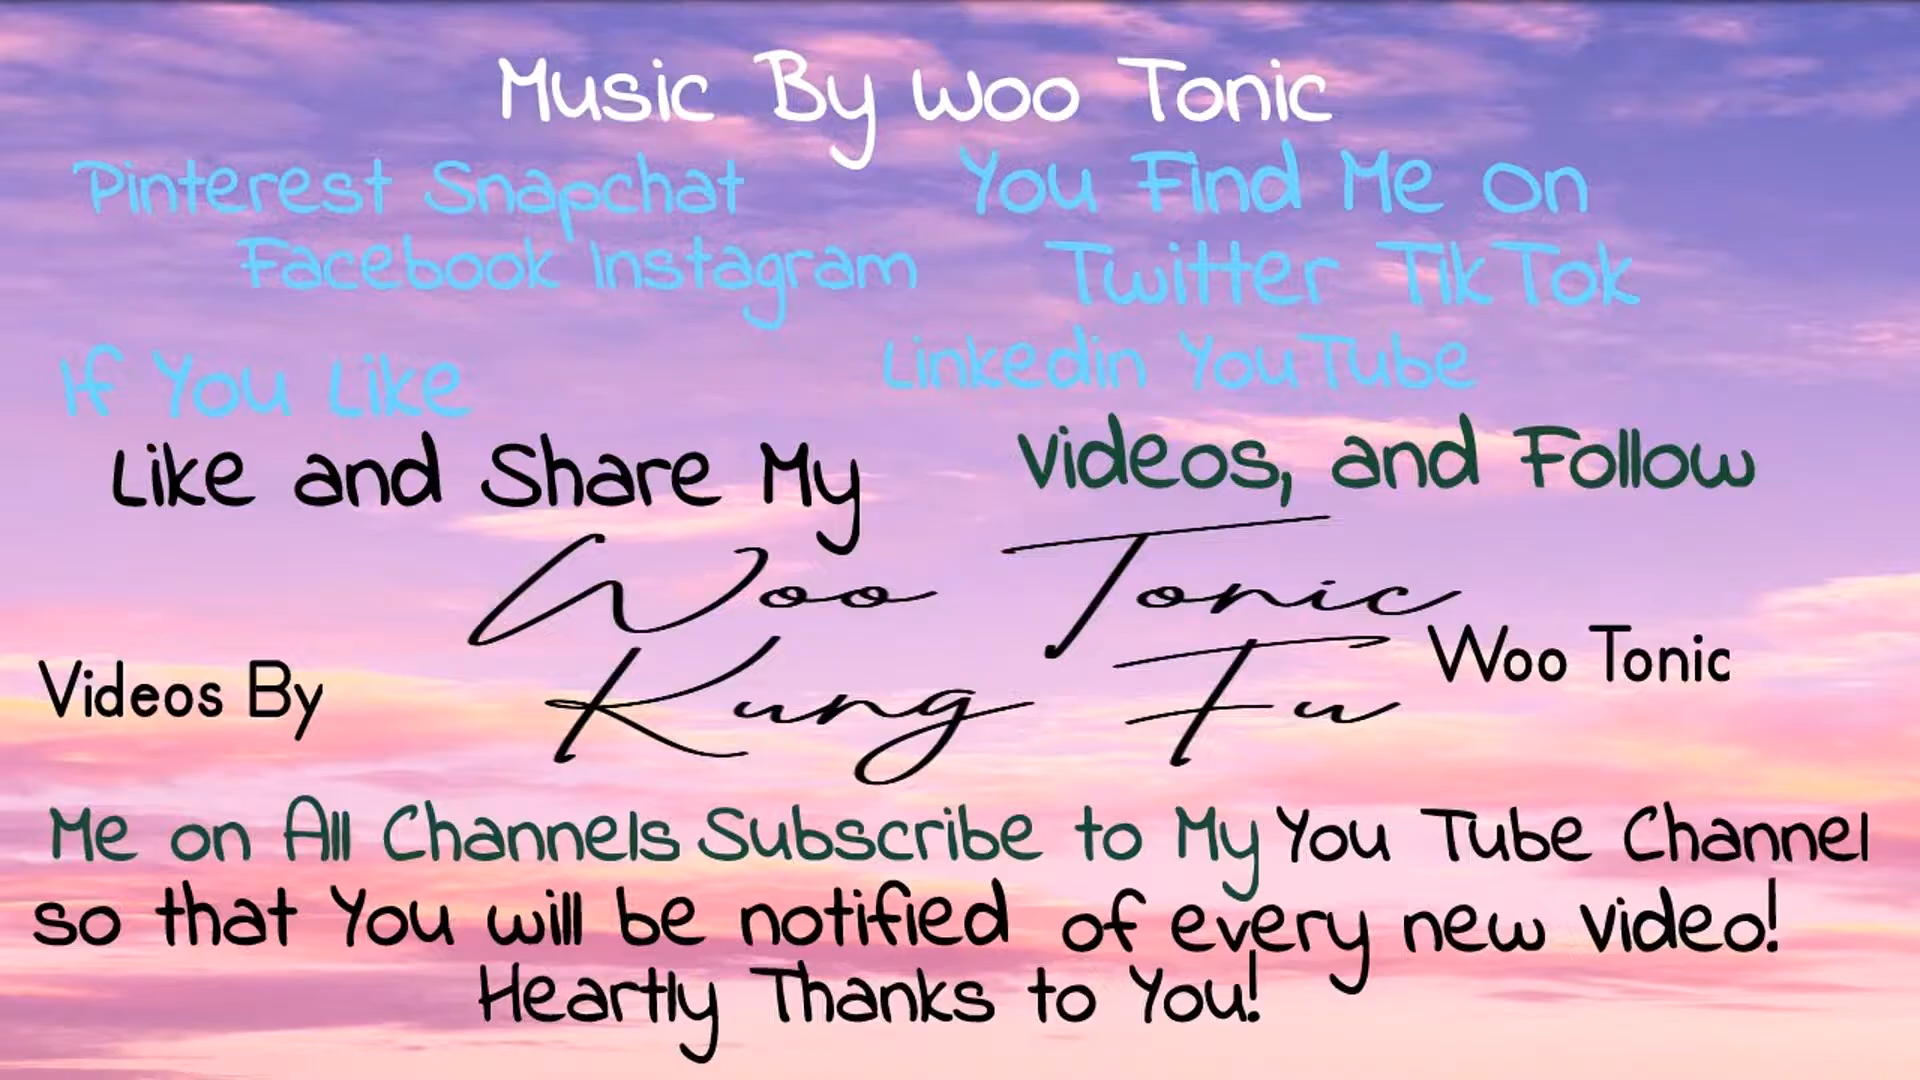 Music By Woo Tonic
Pinterest Snapchat
You Find Me On
Facebook Instagram
Twitter TikTok
Linkedin YouTube
If You Like
Like and Share My
Videos, and Follow
Woo Tonic
Kung Fu
Videos By
Woo Tonic
Me on All Channels Subscribe to My You Tube Channel
so that You will be notified of every new Video!
Heartly Thanks to You!